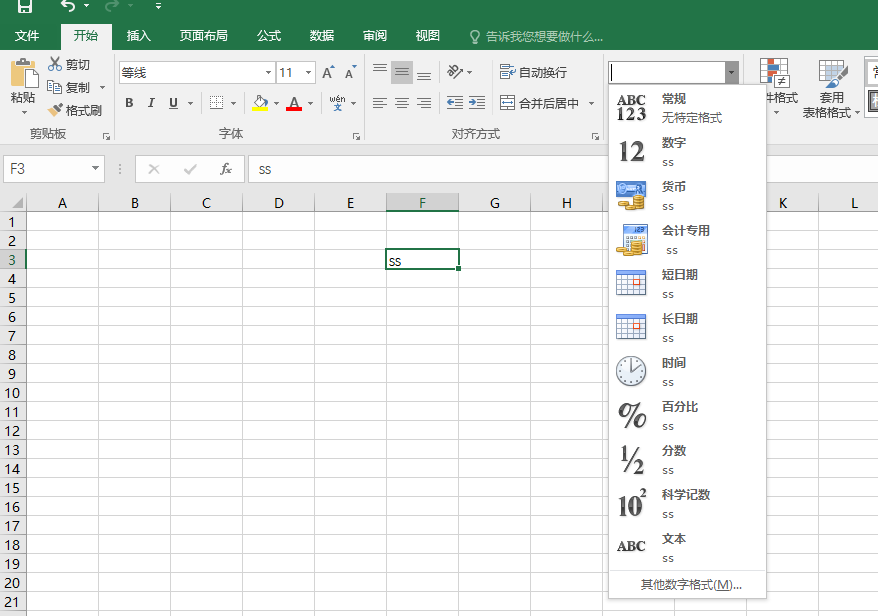 文件 开始 插入 页面布局 公式 数据 审阅 视图 告诉我您想要做什么...
粘贴
剪切
复制
格式刷
剪贴板
等线 11
B I U A wén
字体
自动换行
合并后居中
对齐方式
件格式
套用
表格格式
常
F3 fx ss
A B C D E F G H K L
1
2
3 ss
4
5
6
7
8
9
10
11
12
13
14
15
16
17
18
19
20
21
ABC
123
常规
无特定格式
12
数字
ss
货币
ss
会计专用
ss
短日期
ss
长日期
ss
时间
ss
%
百分比
ss
½
分数
ss
10²
科学记数
ss
ABC
文本
ss
其他数字格式(M)...